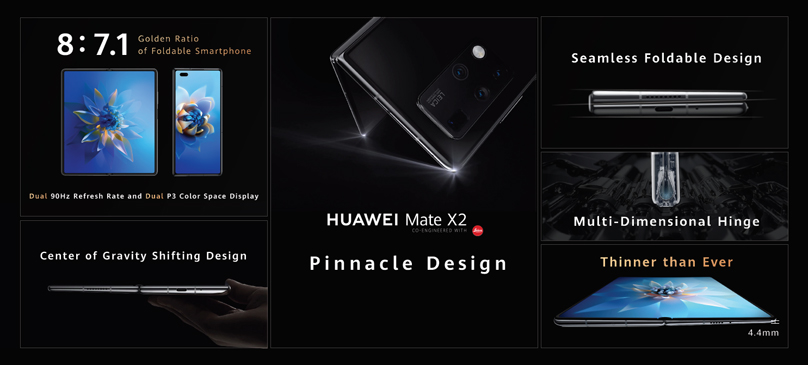 8:7.1
Golden Ratio
of Foldable Smartphone
Dual 90Hz Refresh Rate and Dual P3 Color Space Display
Center of Gravity Shifting Design
LEICA
HUAWEI Mate X2
CO-ENGINEERED WITH
Pinnacle Design
Seamless Foldable Design
Multi-Dimensional Hinge
Thinner than Ever
4.4mm